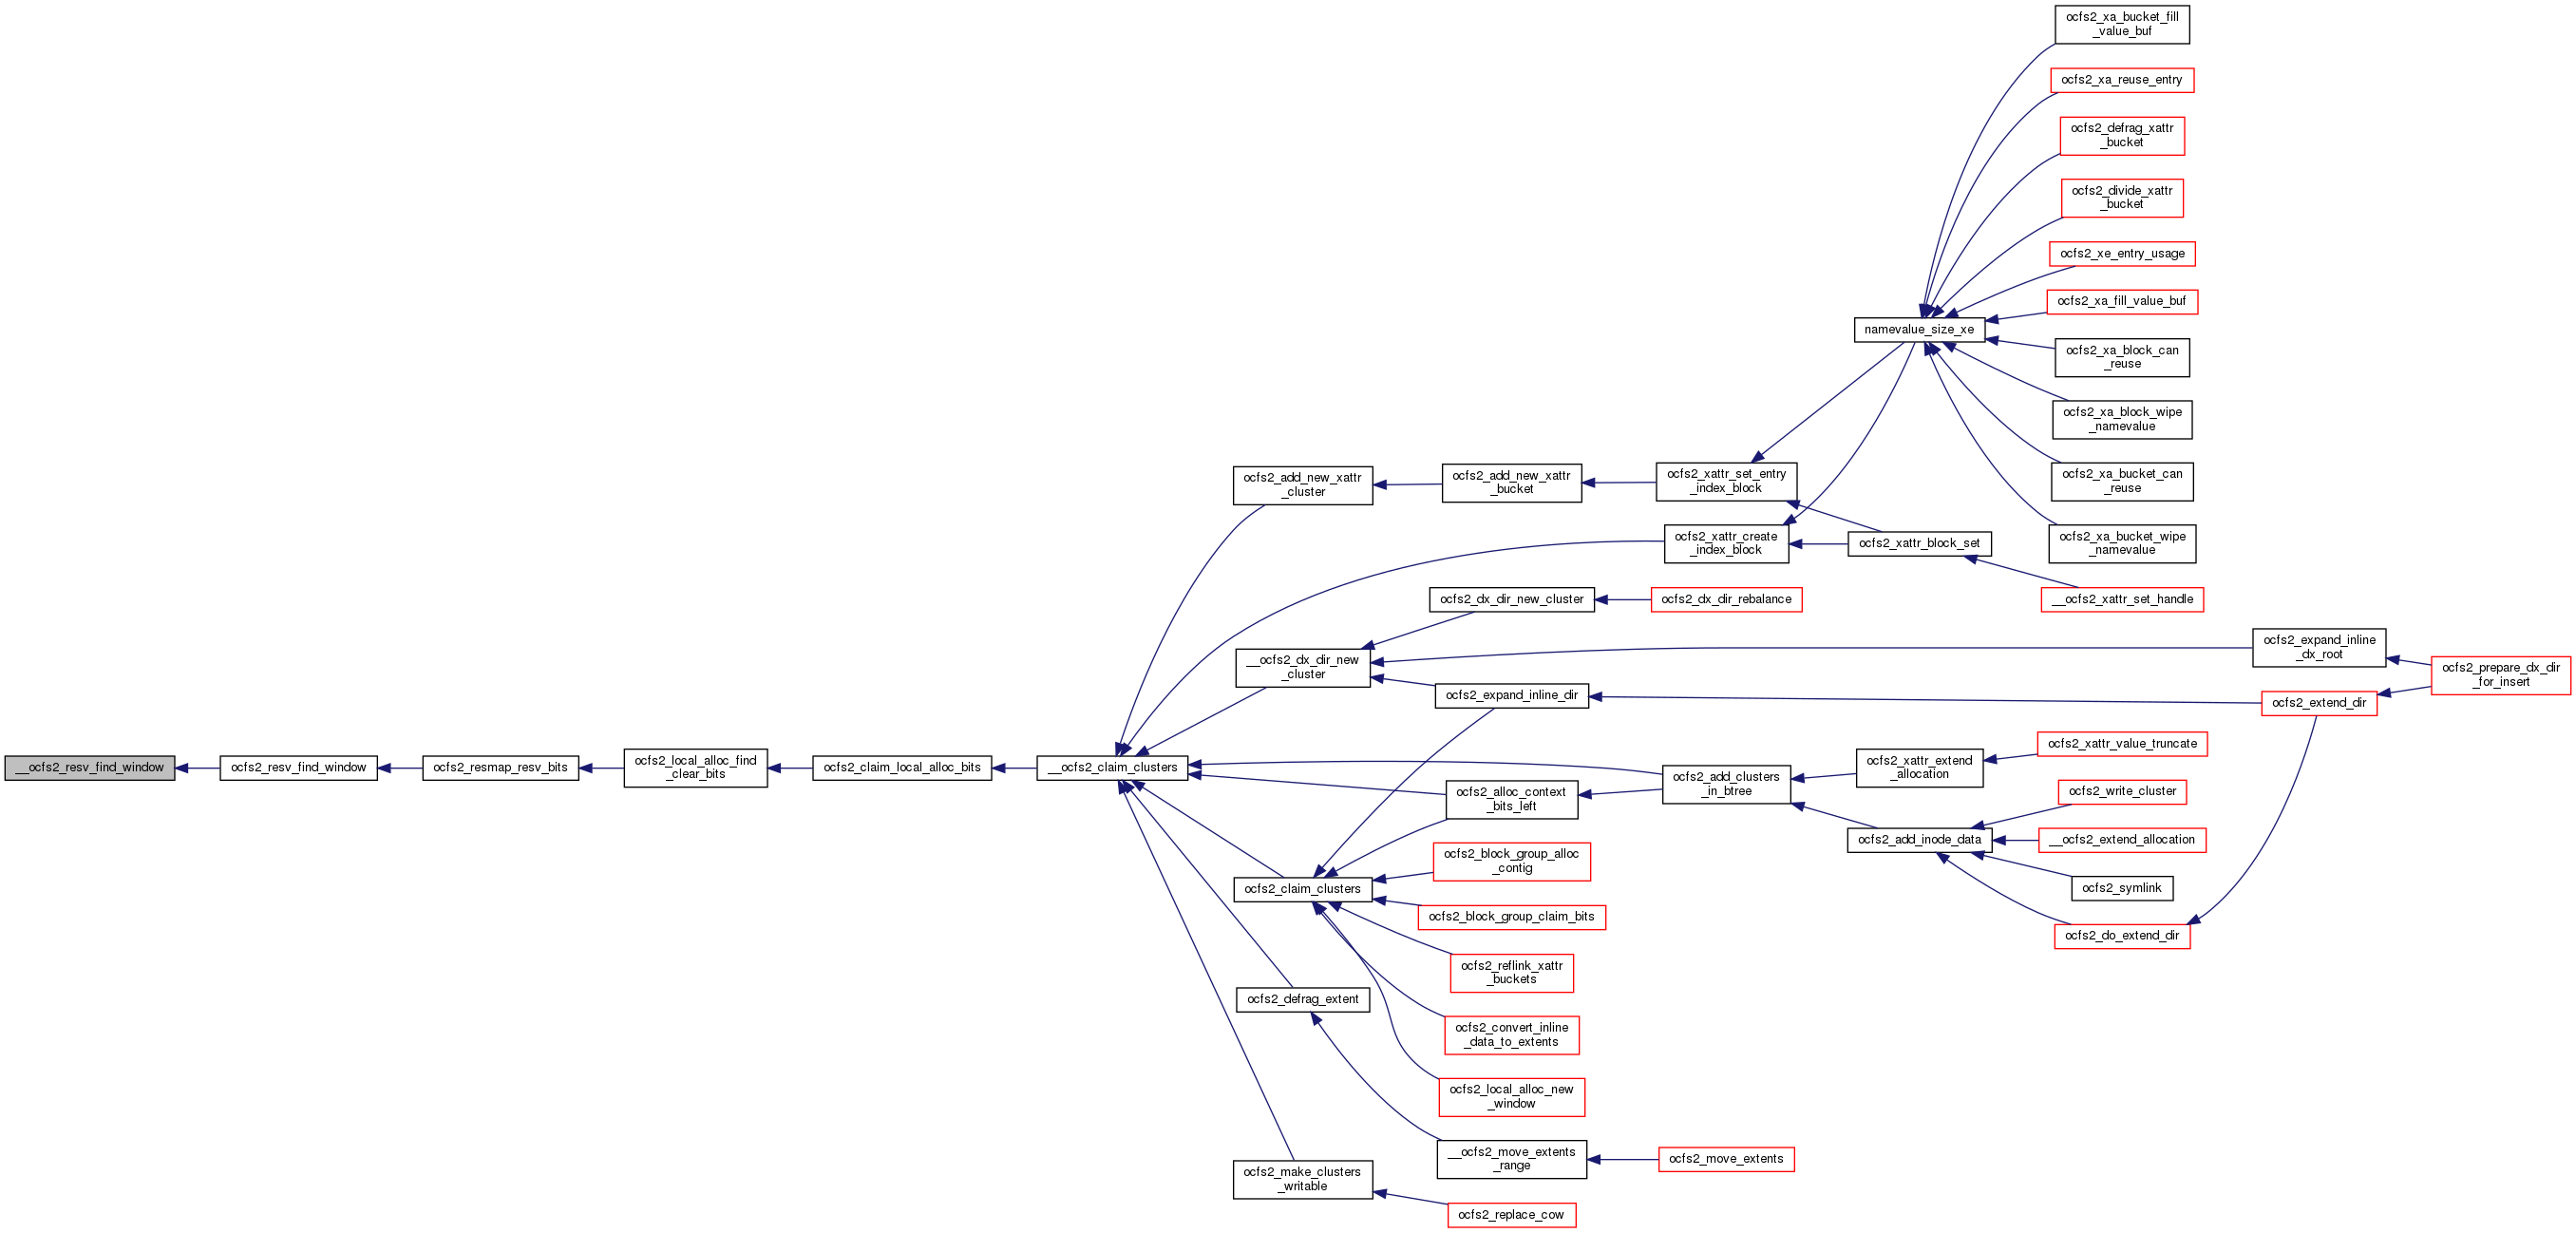 ocfs2_xa_bucket_fill
_value_buf
ocfs2_xa_reuse_entry
ocfs2_defrag_xattr
_bucket
ocfs2_divide_xattr
_bucket
ocfs2_xe_entry_usage
ocfs2_xa_fill_value_buf
namevalue_size_xe
ocfs2_xa_block_can
_reuse
ocfs2_xa_block_wipe
_namevalue
ocfs2_add_new_xattr
_cluster
ocfs2_add_new_xattr
_bucket
ocfs2_xattr_set_entry
_index_block
ocfs2_xa_bucket_can
_reuse
ocfs2_xattr_create
_index_block
ocfs2_xattr_block_set
ocfs2_xa_bucket_wipe
_namevalue
ocfs2_dx_dir_new_cluster
ocfs2_dx_dir_rebalance
__ocfs2_xattr_set_handle
__ocfs2_dx_dir_new
_cluster
ocfs2_expand_inline
_dx_root
ocfs2_prepare_dx_dir
_for_insert
ocfs2_expand_inline_dir
ocfs2_extend_dir
__ocfs2_resv_find_window
ocfs2_resv_find_window
ocfs2_resmap_resv_bits
ocfs2_local_alloc_find
_clear_bits
ocfs2_claim_local_alloc_bits
__ocfs2_claim_clusters
ocfs2_add_clusters
_in_btree
ocfs2_xattr_extend
_allocation
ocfs2_xattr_value_truncate
ocfs2_alloc_context
_bits_left
ocfs2_write_cluster
ocfs2_add_inode_data
__ocfs2_extend_allocation
ocfs2_block_group_alloc
_contig
ocfs2_claim_clusters
ocfs2_symlink
ocfs2_block_group_claim_bits
ocfs2_do_extend_dir
ocfs2_reflink_xattr
_buckets
ocfs2_defrag_extent
ocfs2_convert_inline
_data_to_extents
ocfs2_local_alloc_new
_window
__ocfs2_move_extents
_range
ocfs2_move_extents
ocfs2_make_clusters
_writable
ocfs2_replace_cow